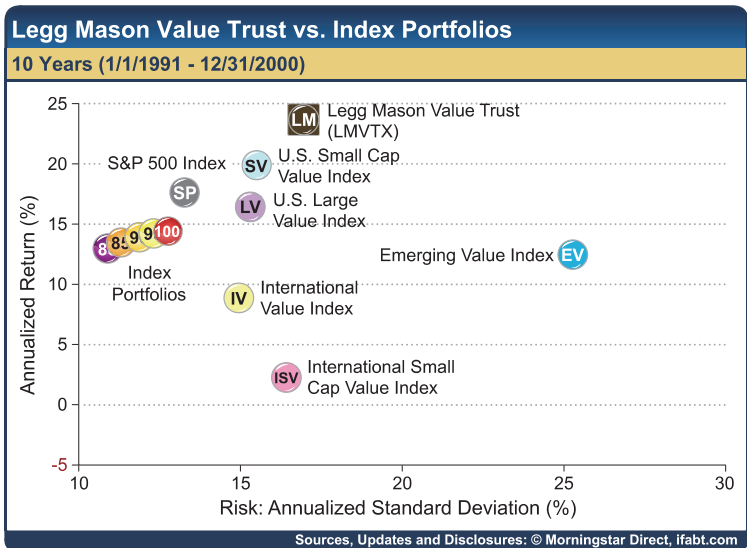 Legg Mason Value Trust vs. Index Portfolios
10 Years (1/1/1991 - 12/31/2000)
25
20
15
10
5
0
-5
Annualized Return (%)
LM
Legg Mason Value Trust
(LMVTX)
SV
U.S. Small Cap
Value Index
S&P 500 Index
SP
LV
U.S. Large
Value Index
8
85
9
9
100
Index
Portfolios
Emerging Value Index
EV
IV
International
Value Index
ISV
International Small
Cap Value Index
10
15
20
25
30
Risk: Annualized Standard Deviation (%)
Sources, Updates and Disclosures: © Morningstar Direct, ifabt.com